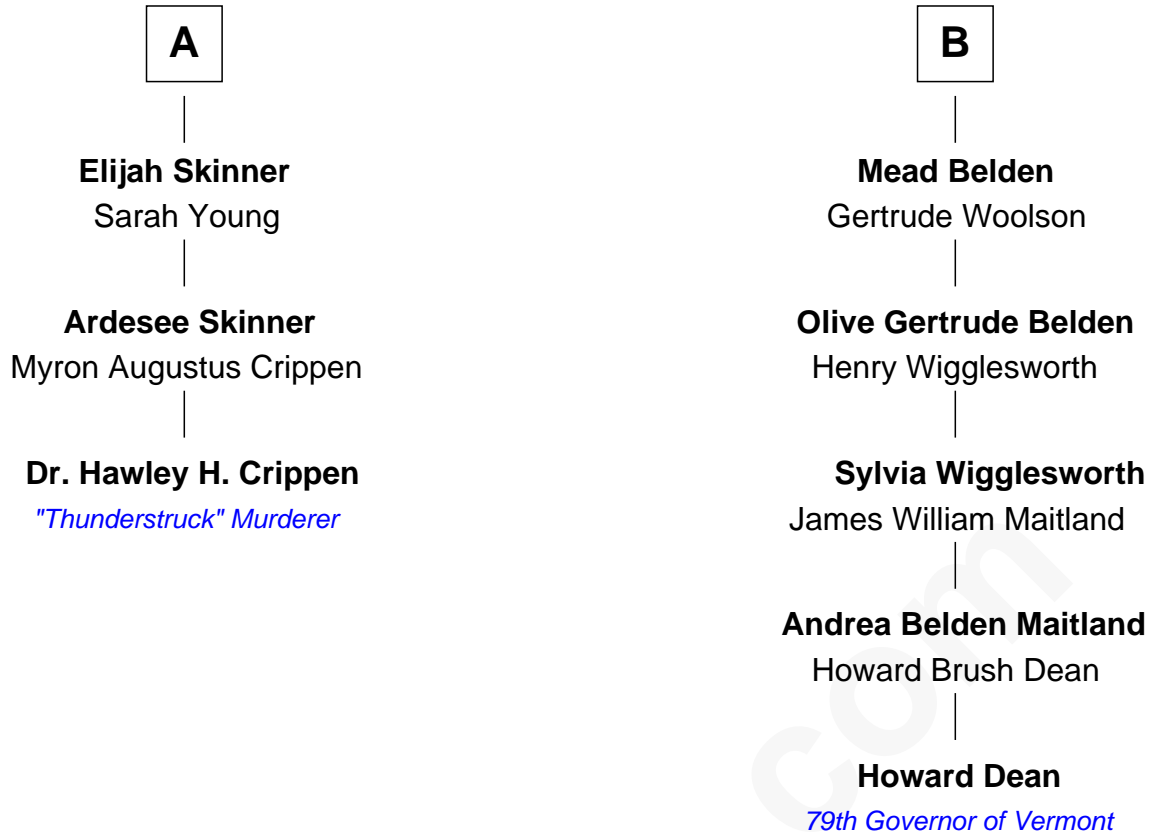 A
Elijah Skinner
Sarah Young
Ardesee Skinner
Myron Augustus Crippen
Dr. Hawley H. Crippen
"Thunderstruck" Murderer
B
Mead Belden
Gertrude Woolson
Olive Gertrude Belden
Henry Wigglesworth
Sylvia Wigglesworth
James William Maitland
Andrea Belden Maitland
Howard Brush Dean
Howard Dean
79th Governor of Vermont
com